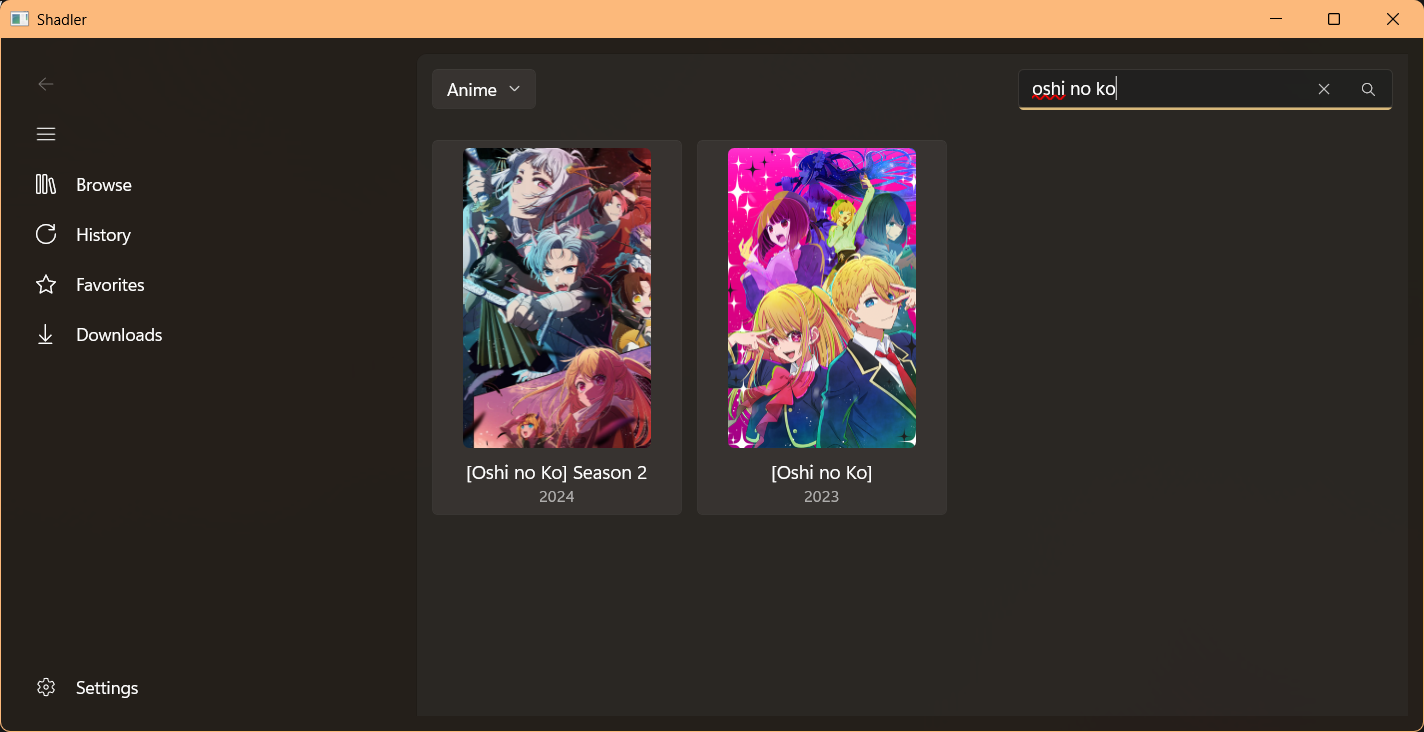 Shadler
Anime
oshi no ko
Browse
History
Favorites
Downloads
[Oshi no Ko] Season 2
2024
[Oshi no Ko]
2023
Settings